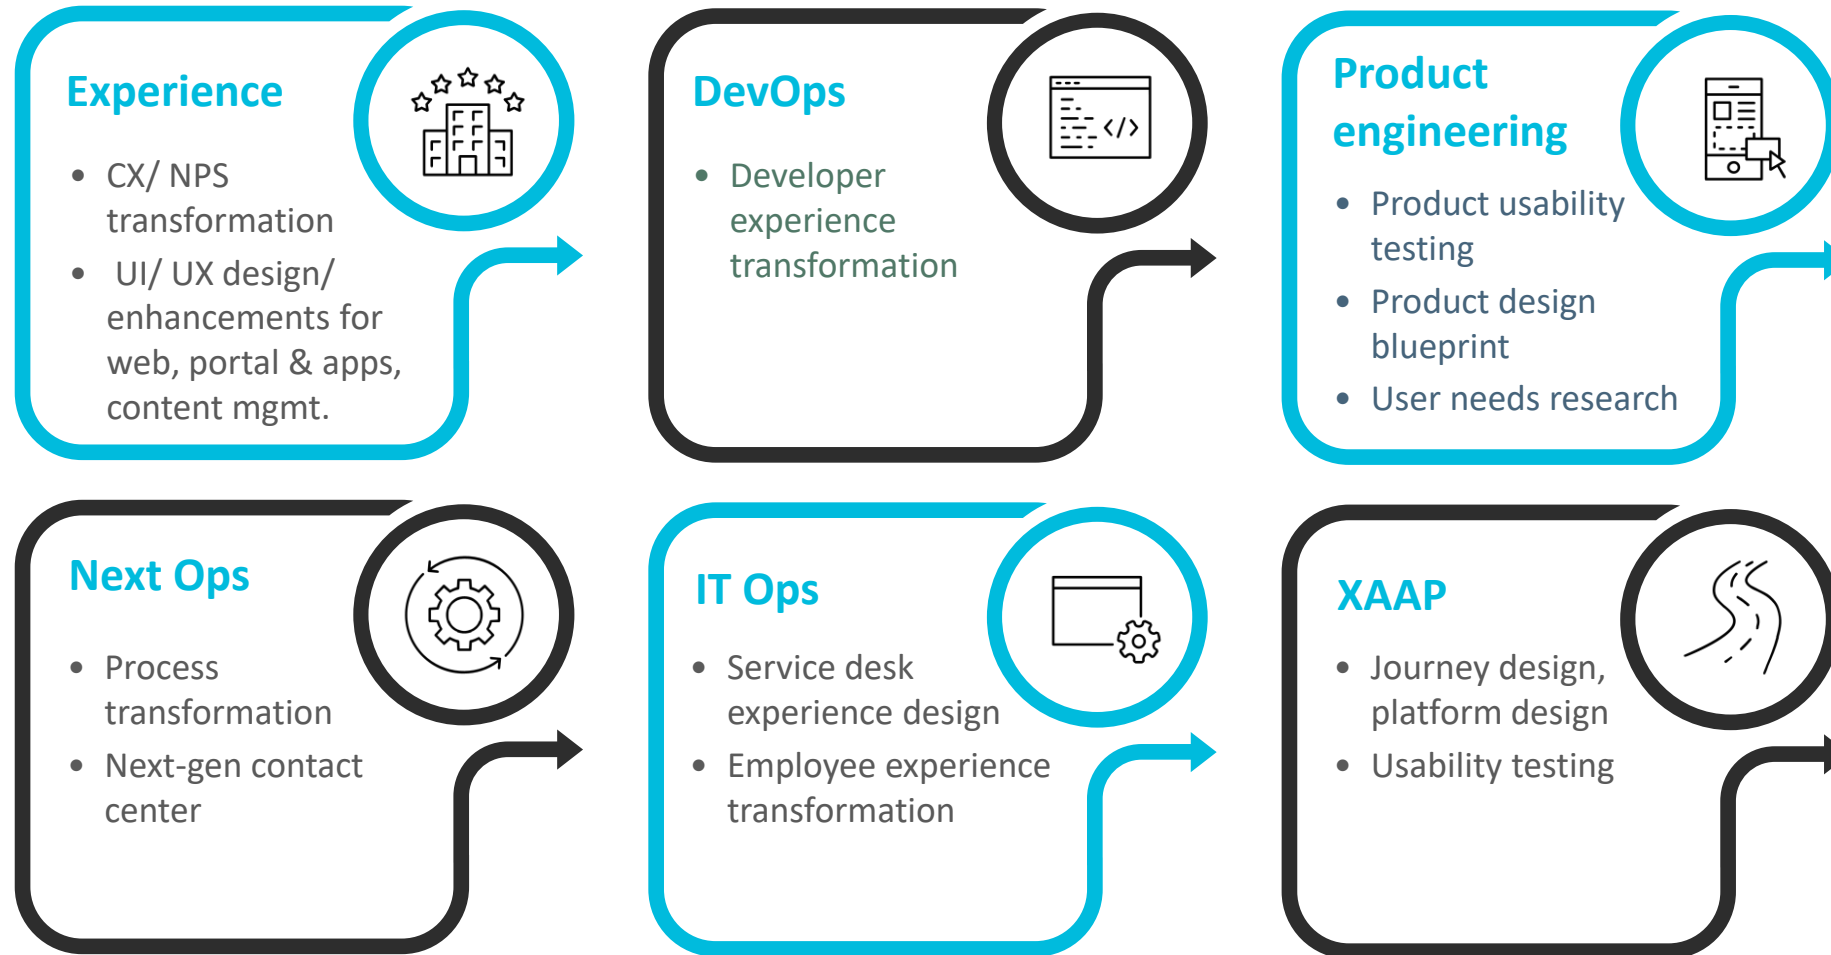 Experience
• CX/ NPS
transformation
• UI/ UX design/
enhancements for
web, portal & apps,
content mgmt.
DevOps
• Developer
experience
transformation
</>
Product
engineering
• Product usability
testing
• Product design
blueprint
• User needs research
Next Ops
• Process
transformation
• Next-gen contact
center
IT Ops
• Service desk
experience design
• Employee experience
transformation
XAAP
• Journey design,
platform design
• Usability testing